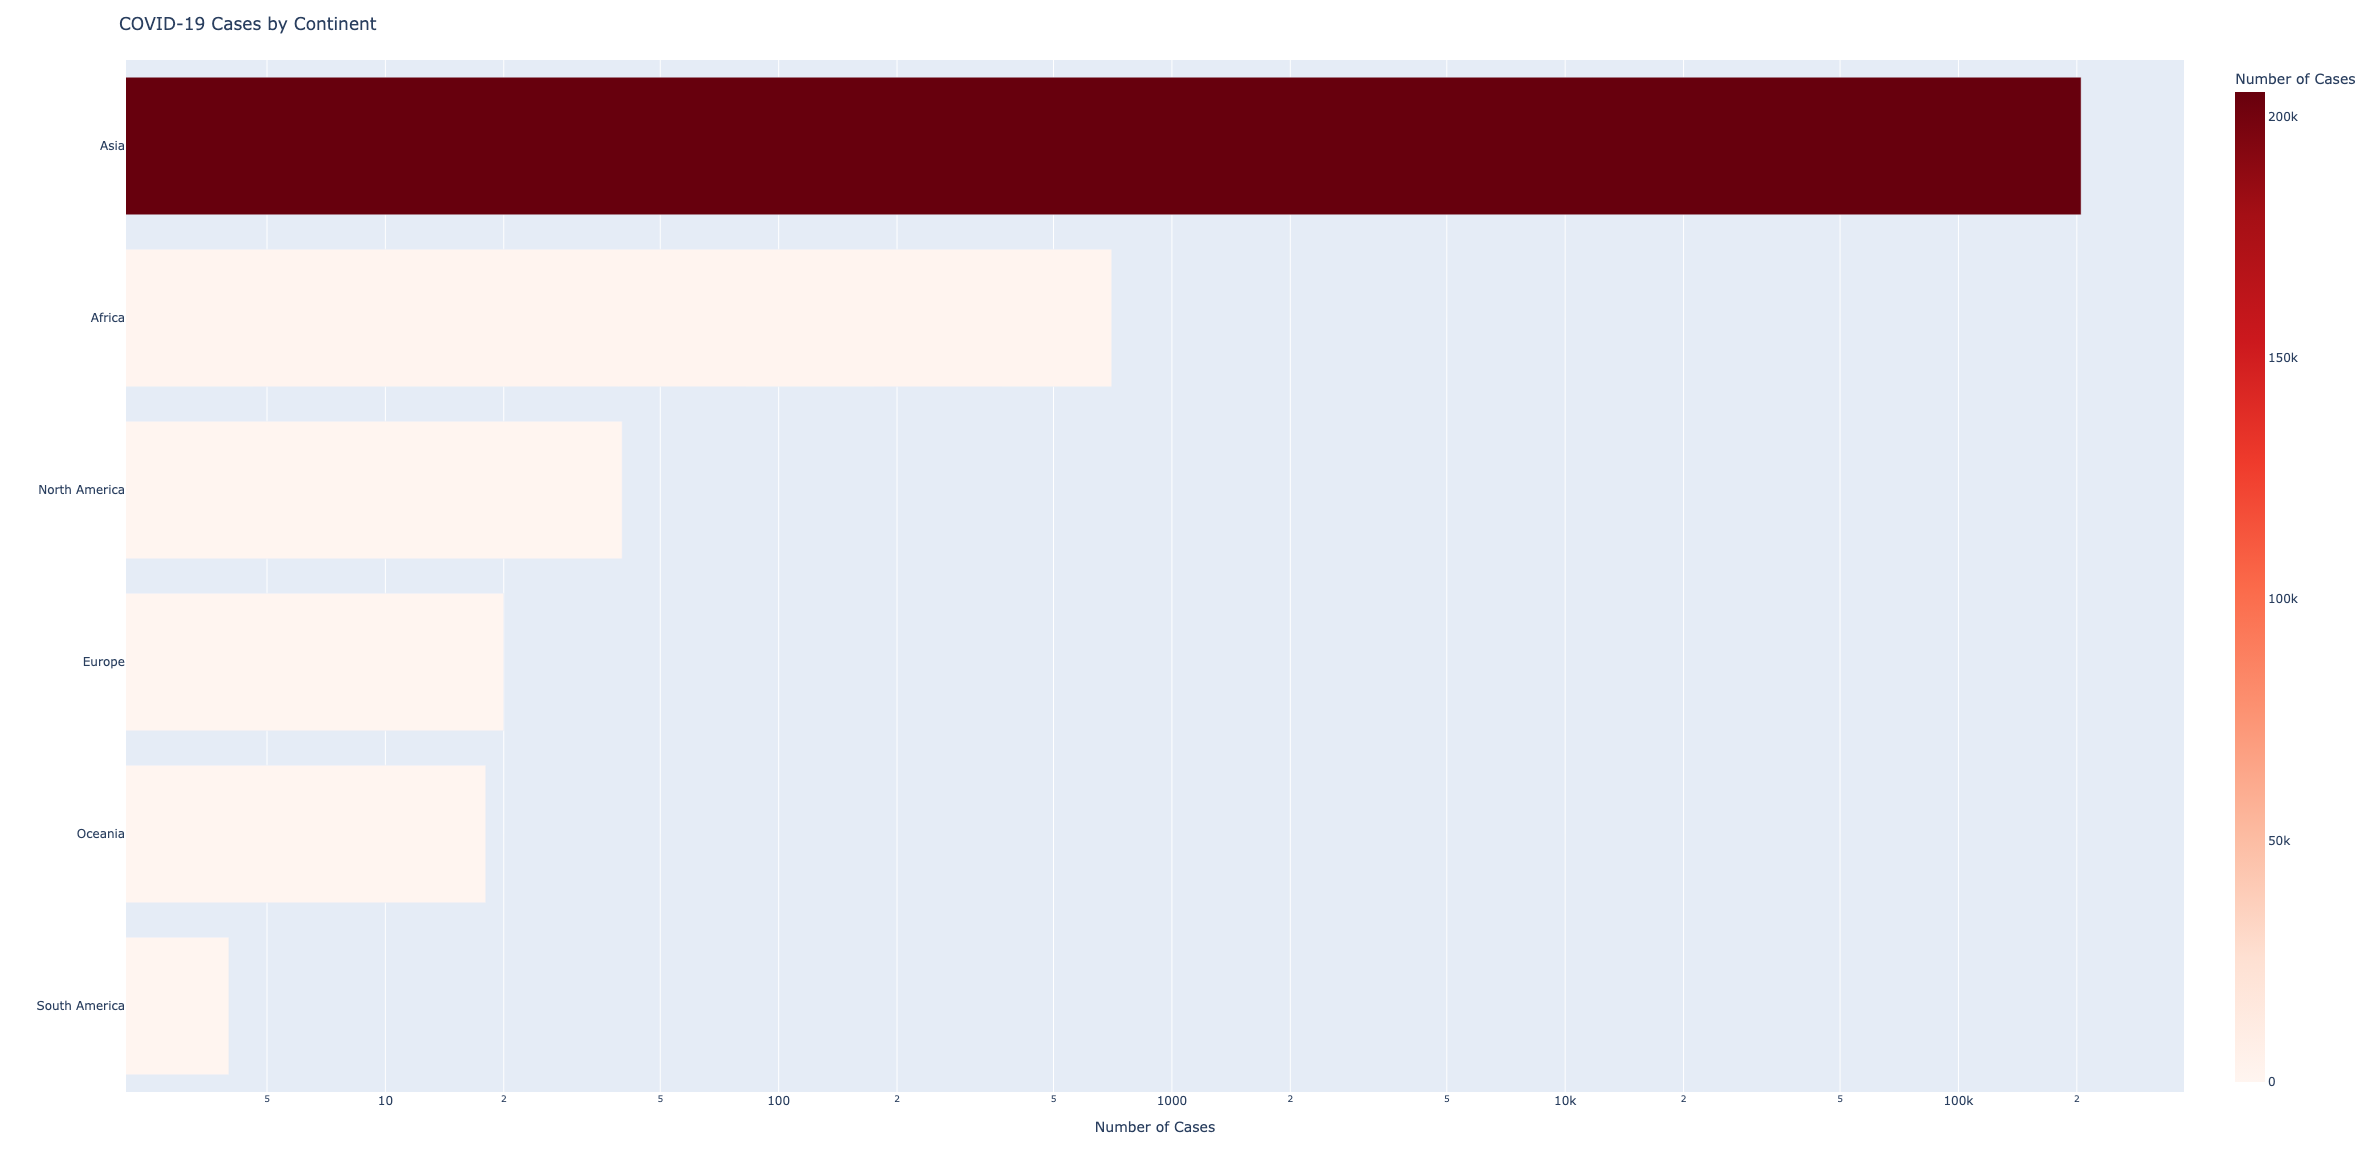 COVID-19 Cases by Continent
Number of Cases
200k
150k
100k
50k
0
Asia
Africa
North America
Europe
Oceania
South America
5 10 2 5 100 2 5 1000 2 5 10k 2 5 100k 2
Number of Cases